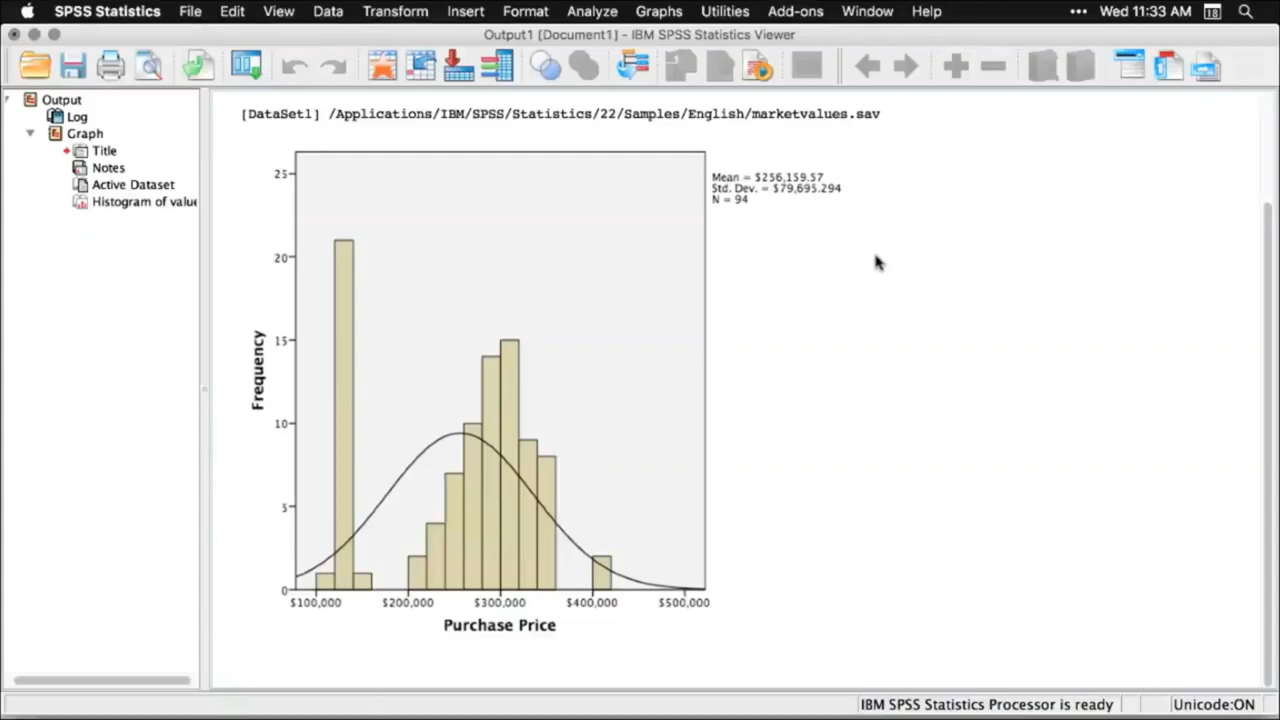 SPSS Statistics File Edit View Data Transform Insert Format Analyze Graphs Utilities Add-ons Window Help ••• Wed 11:33 AM 18
Output1 [Document1] - IBM SPSS Statistics Viewer
Output
Log
Graph
Title
Notes
Active Dataset
Histogram of value
[DataSet1] /Applications/IBM/SPSS/Statistics/22/Samples/English/marketvalues.sav
Mean = $256,159.57
Std. Dev. = $79,695.294
N = 94
25
20
15
10
5
0
Frequency
$100,000 $200,000 $300,000 $400,000 $500,000
Purchase Price
IBM SPSS Statistics Processor is ready Unicode:ON